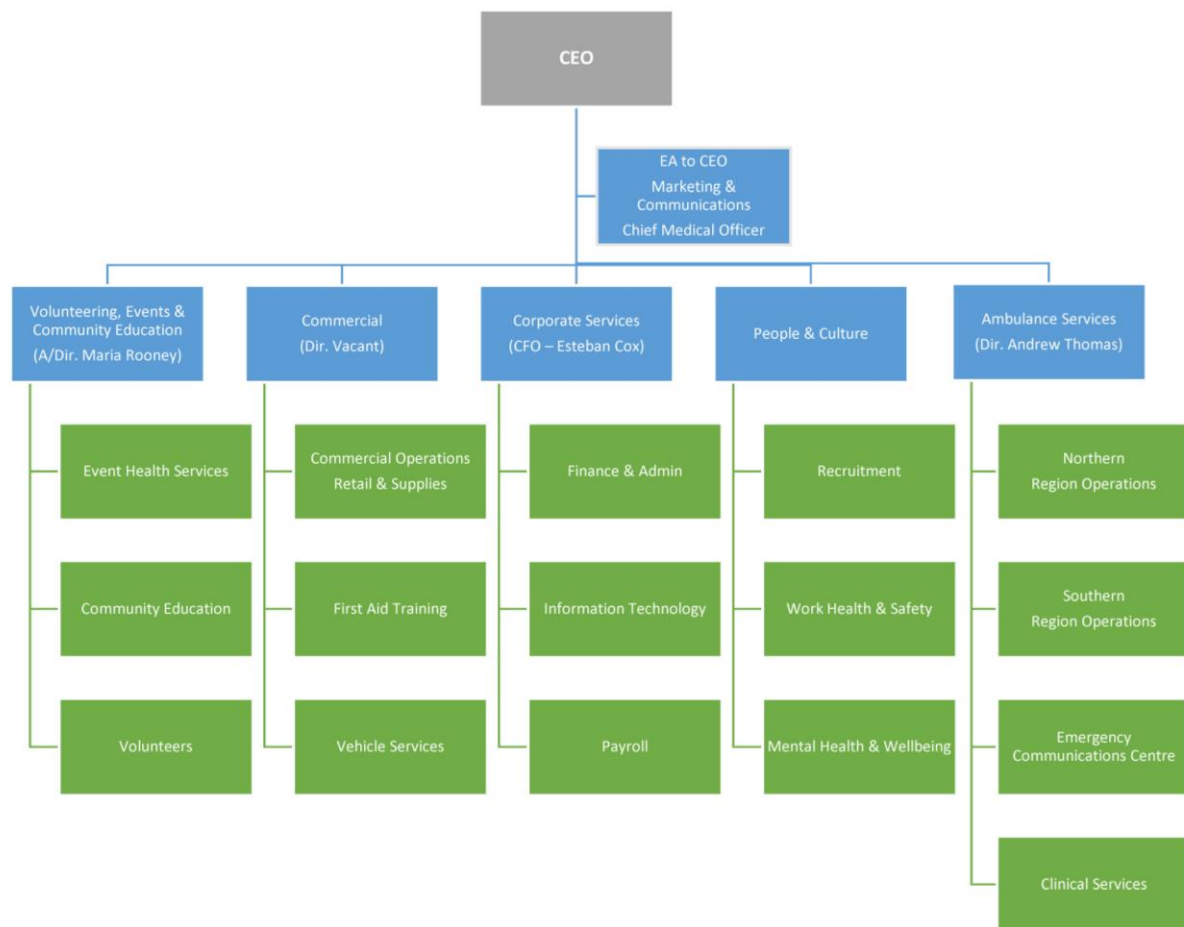 CEO
EA to CEO
Marketing &
Communications
Chief Medical Officer
Volunteering, Events &
Community Education
(A/Dir. Maria Rooney)
Commercial
(Dir. Vacant)
Corporate Services
(CFO – Esteban Cox)
People & Culture
Ambulance Services
(Dir. Andrew Thomas)
Event Health Services
Community Education
Volunteers
Commercial Operations
Retail & Supplies
First Aid Training
Vehicle Services
Finance & Admin
Information Technology
Payroll
Recruitment
Work Health & Safety
Mental Health & Wellbeing
Northern
Region Operations
Southern
Region Operations
Emergency
Communications Centre
Clinical Services